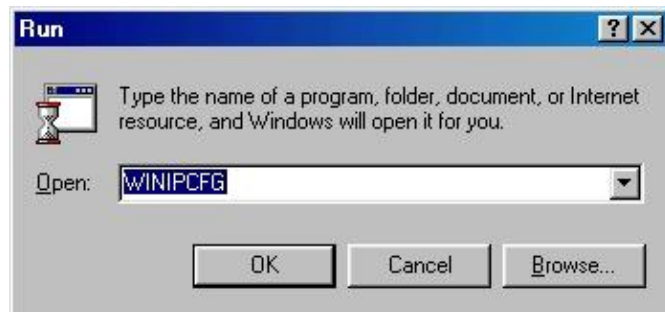 Run
Type the name of a program, folder, document, or Internet
resource, and Windows will open it for you.
Open: WINIPCFG
OK Cancel Browse...